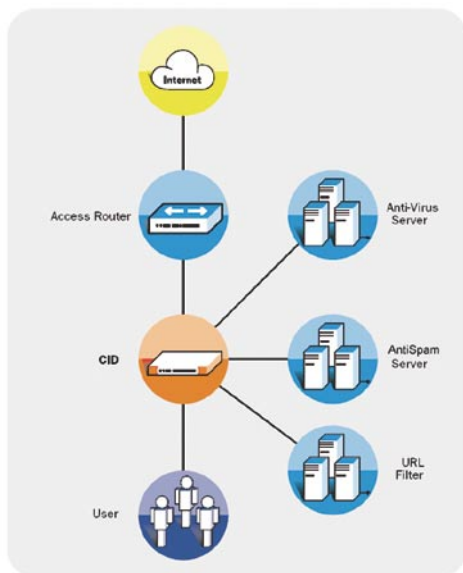 Internet
Access Router
Anti-Virus
Server
CID
AntiSpam
Server
URL
Filter
User